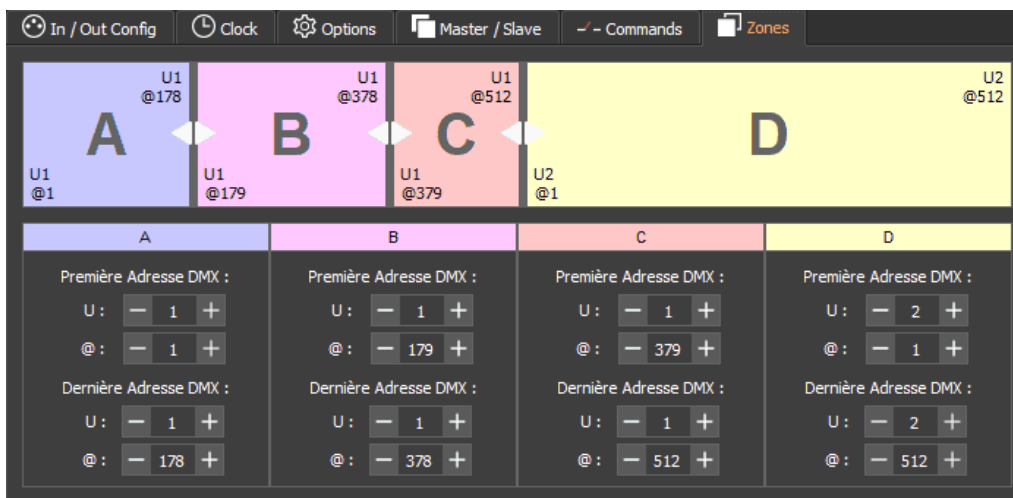 In / Out Config Clock Options Master / Slave Commands Zones
U1 U1 U1 U2
@178 @378 @512 @512
A B C D
U1 U1 U1 U2
@1 @179 @379 @1
A B C D
Première Adresse DMX : Première Adresse DMX : Première Adresse DMX : Première Adresse DMX :
U : − 1 + U : − 1 + U : − 1 + U : − 2 +
@ : − 1 + @ : − 179 + @ : − 379 + @ : − 1 +
Dernière Adresse DMX : Dernière Adresse DMX : Dernière Adresse DMX : Dernière Adresse DMX :
U : − 1 + U : − 1 + U : − 1 + U : − 2 +
@ : − 178 + @ : − 378 + @ : − 512 + @ : − 512 +